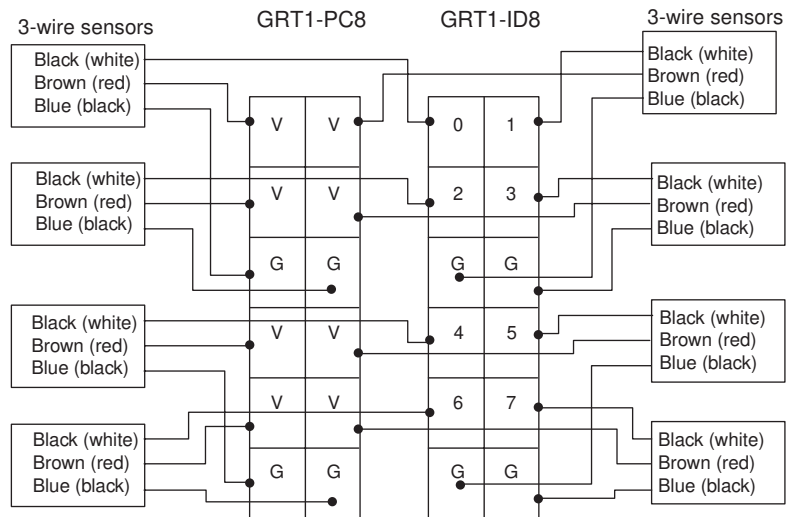 GRT1-PC8 GRT1-ID8
3-wire sensors
3-wire sensors
Black (white)
Brown (red)
Blue (black)
Black (white)
Brown (red)
Blue (black)
V V 0 1
Black (white)
Brown (red)
Blue (black)
Black (white)
Brown (red)
Blue (black)
V V 2 3
G G G G
Black (white)
Brown (red)
Blue (black)
Black (white)
Brown (red)
Blue (black)
V V 4 5
V V 6 7
Black (white)
Brown (red)
Blue (black)
Black (white)
Brown (red)
Blue (black)
G G G G